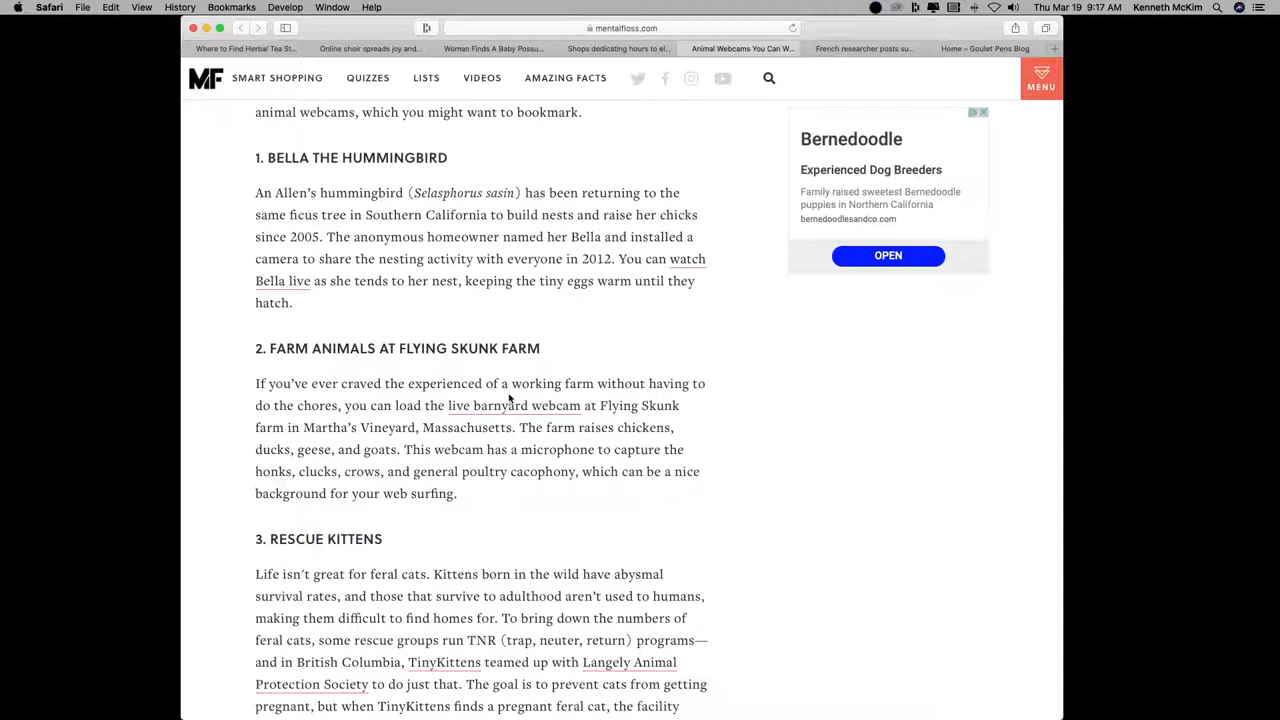 Safari File Edit View History Bookmarks Develop Window Help Thu Mar 19 9:17 AM Kenneth McKim
mentalfloss.com
Where to Find Herbal Tea St... Online choir spreads joy and... Woman Finds A Baby Possu... Shops dedicating hours to el... Animal Webcams You Can W... French researcher posts su... Home – Goulet Pens Blog
MF SMART SHOPPING QUIZZES LISTS VIDEOS AMAZING FACTS MENU
animal webcams, which you might want to bookmark.
1. BELLA THE HUMMINGBIRD
An Allen’s hummingbird (Selasphorus sasin) has been returning to the
same ficus tree in Southern California to build nests and raise her chicks
since 2005. The anonymous homeowner named her Bella and installed a
camera to share the nesting activity with everyone in 2012. You can watch
Bella live as she tends to her nest, keeping the tiny eggs warm until they
hatch.
2. FARM ANIMALS AT FLYING SKUNK FARM
If you’ve ever craved the experienced of a working farm without having to
do the chores, you can load the live barnyard webcam at Flying Skunk
farm in Martha’s Vineyard, Massachusetts. The farm raises chickens,
ducks, geese, and goats. This webcam has a microphone to capture the
honks, clucks, crows, and general poultry cacophony, which can be a nice
background for your web surfing.
3. RESCUE KITTENS
Life isn't great for feral cats. Kittens born in the wild have abysmal
survival rates, and those that survive to adulthood aren’t used to humans,
making them difficult to find homes for. To bring down the numbers of
feral cats, some rescue groups run TNR (trap, neuter, return) programs—
and in British Columbia, TinyKittens teamed up with Langely Animal
Protection Society to do just that. The goal is to prevent cats from getting
pregnant, but when TinyKittens finds a pregnant feral cat, the facility
Bernedoodle
Experienced Dog Breeders
Family raised sweetest Bernedoodle
puppies in Northern California
bernedoodlesandco.com
OPEN